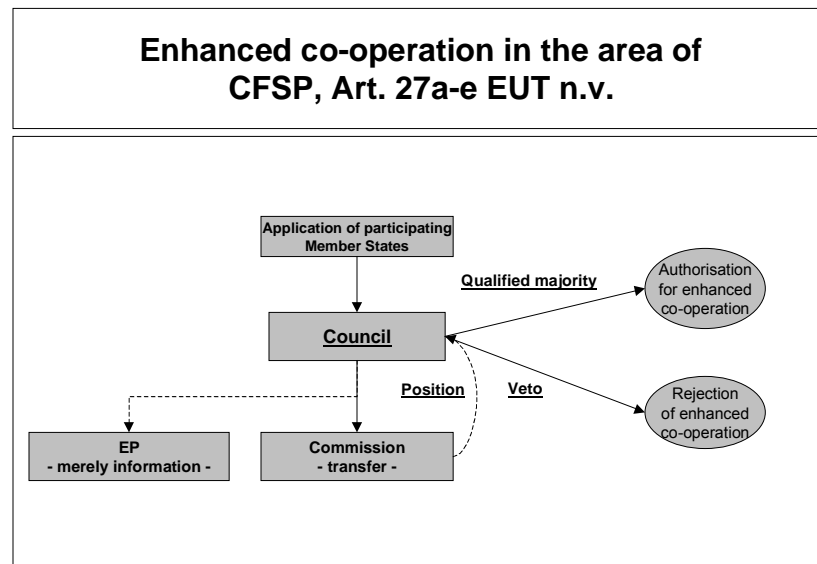 Enhanced co-operation in the area of
CFSP, Art. 27a-e EUT n.v.
Application of participating
Member States
Qualified majority
Authorisation
for enhanced
co-operation
Council
Position
Veto
Rejection
of enhanced
co-operation
EP
- merely information -
Commission
- transfer -